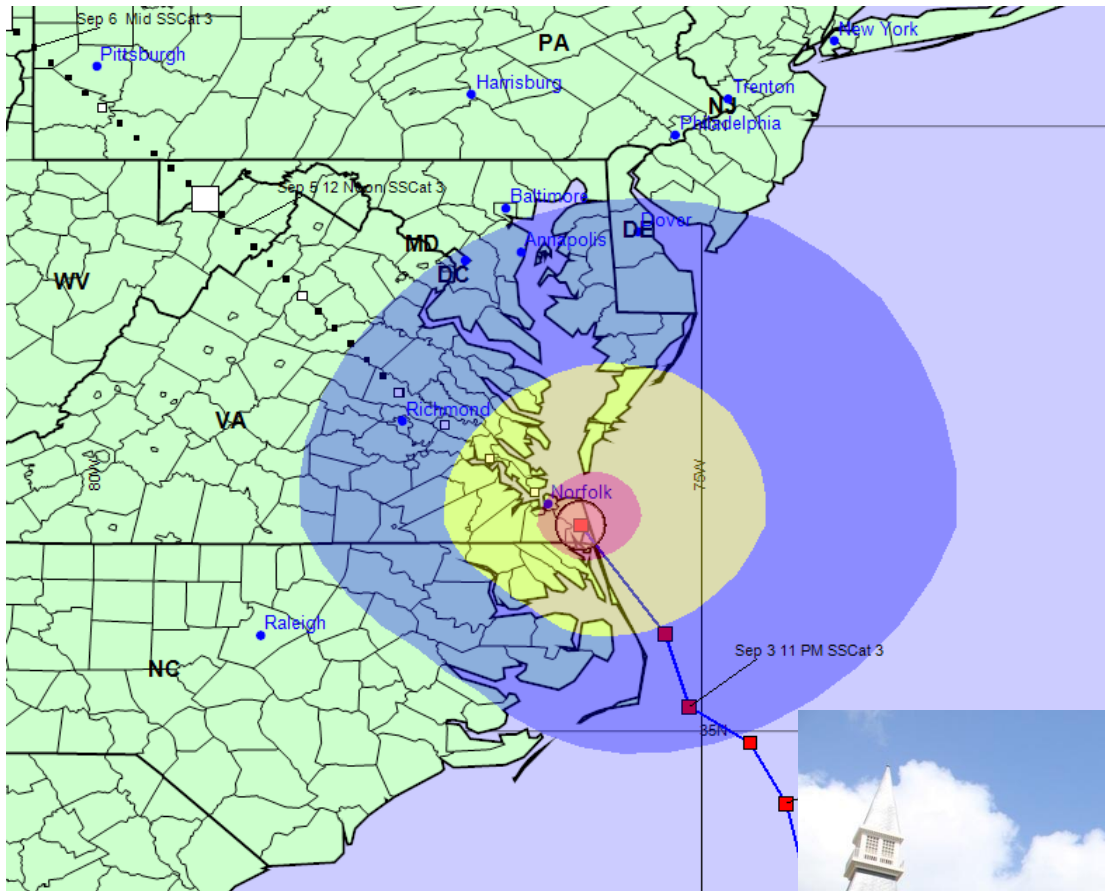 Sep 6 Mid SSCat 3
New York
PA
Pittsburgh
Harrisburg
Trenton
NJ
Philadelphia
Sep 5 12 Noon SSCat 3
Baltimore
Dover
DE
MD
Annapolis
DC
WV
VA
Richmond
80W
75W
Norfolk
Raleigh
NC
Sep 3 11 PM SSCat 3
35N